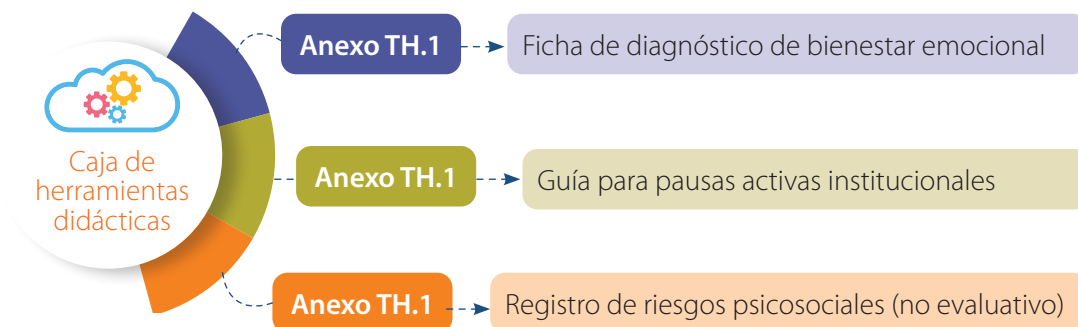 Caja de
herramientas
didácticas
Anexo TH.1
Ficha de diagnóstico de bienestar emocional
Anexo TH.1
Guía para pausas activas institucionales
Anexo TH.1
Registro de riesgos psicosociales (no evaluativo)